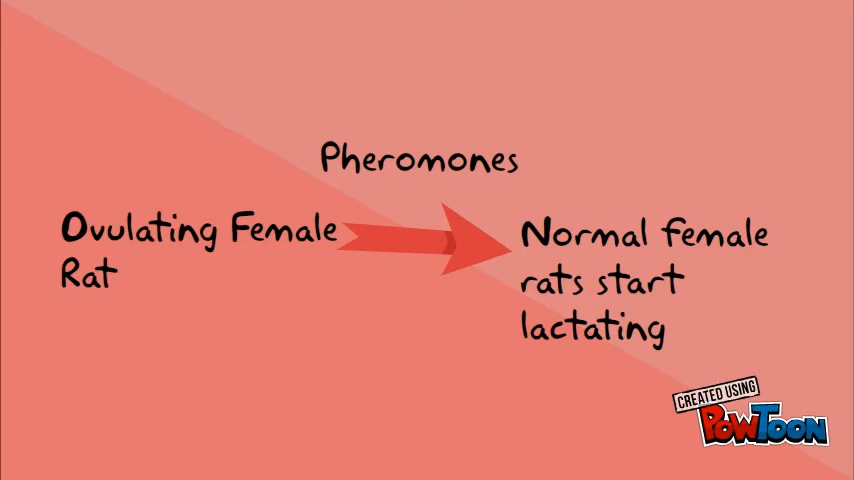 Pheromones
Ovulating Female
Rat
Normal female
rats start
lactating
CREATED USING
POWTOON